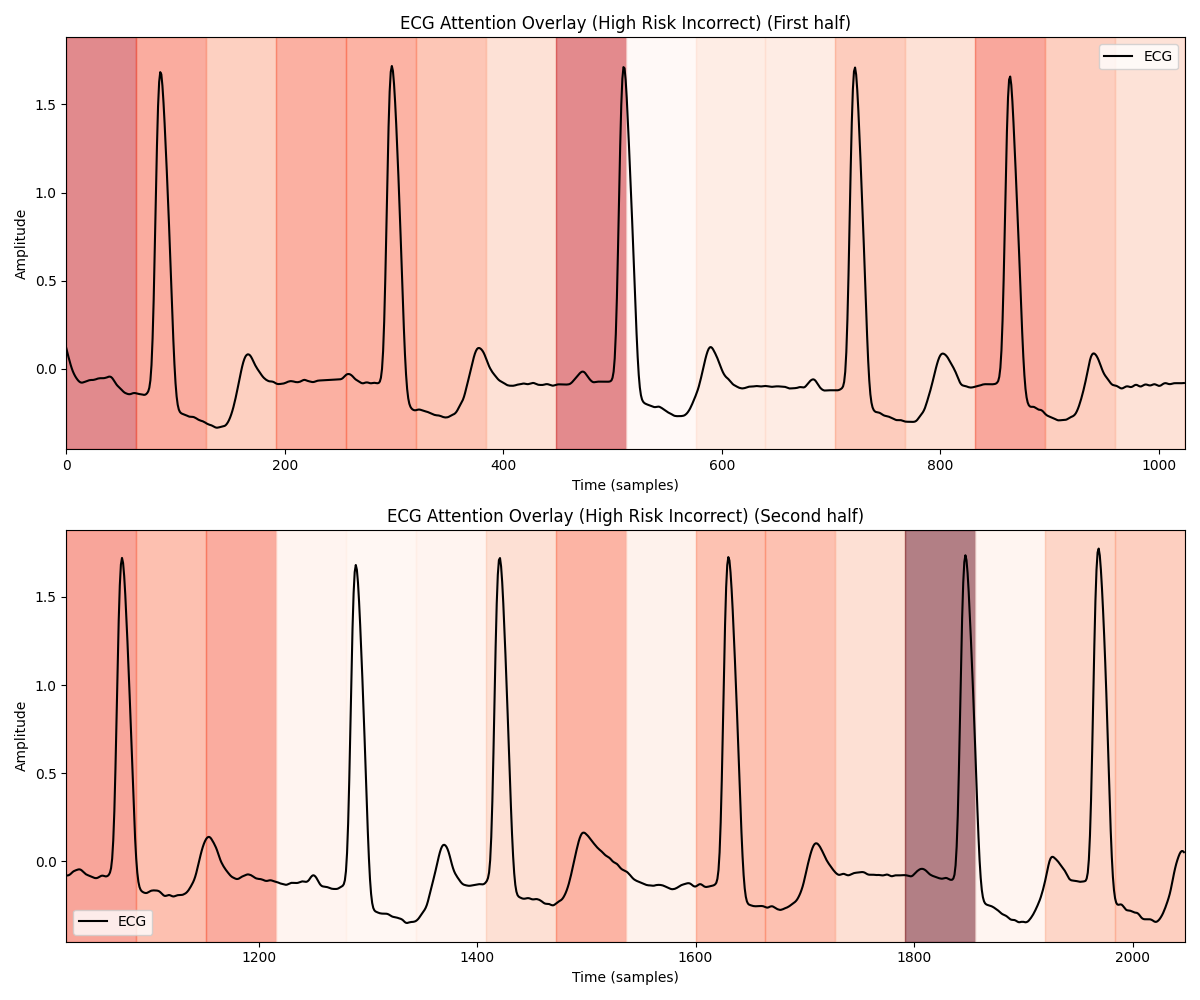 ECG Attention Overlay (High Risk Incorrect) (First half)
ECG
1.5
1.0
0.5
0.0
Amplitude
0 200 400 600 800 1000
Time (samples)
ECG Attention Overlay (High Risk Incorrect) (Second half)
1.5
1.0
0.5
0.0
Amplitude
ECG
1200 1400 1600 1800 2000
Time (samples)